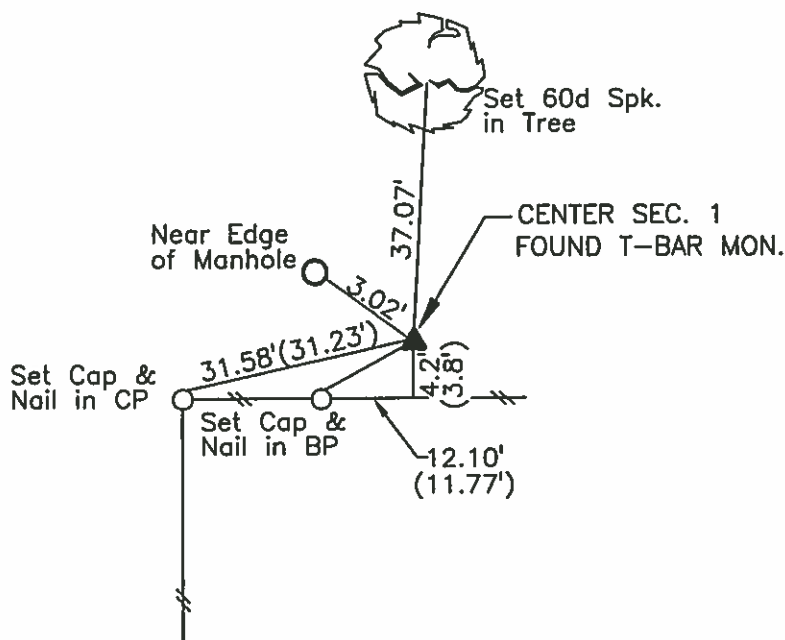 Set 60d Spk.
in Tree
37.07'
CENTER SEC. 1
FOUND T-BAR MON.
Near Edge
of Manhole
3.02'
31.58'(31.23')
4.2'
(3.8')
Set Cap &
Nail in CP
Set Cap &
Nail in BP
12.10'
(11.77')